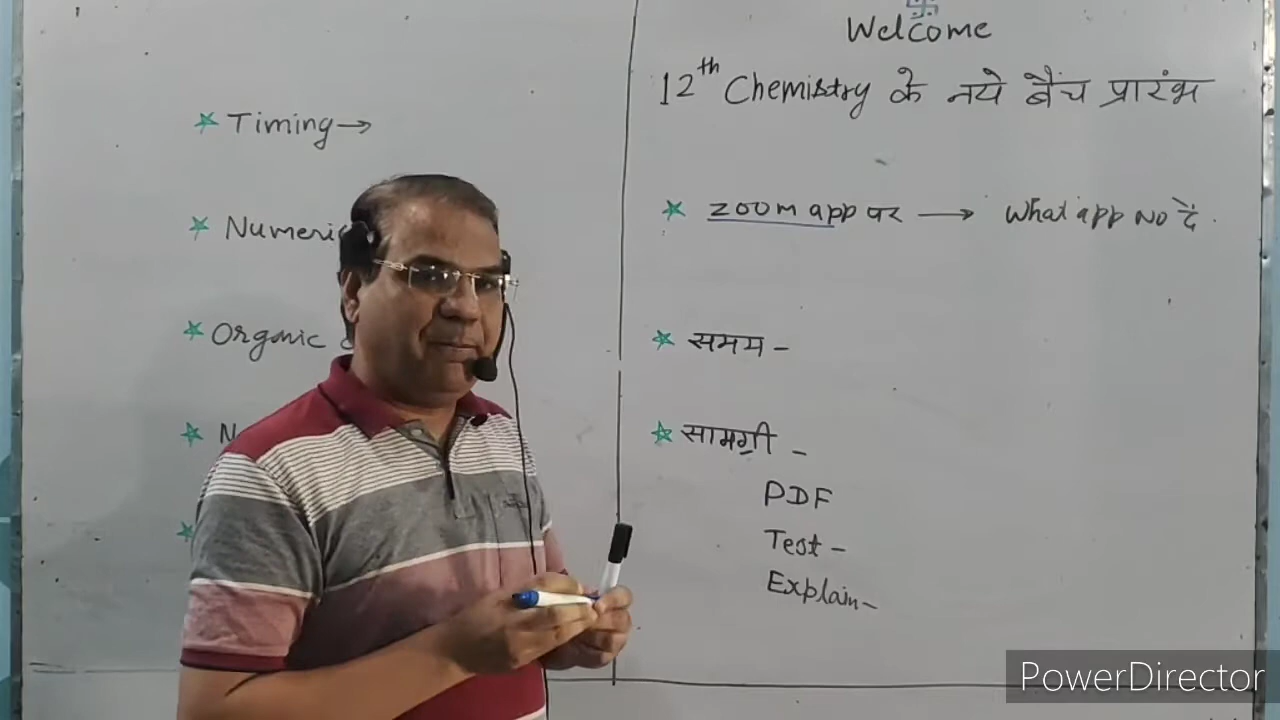 Welcome
12th Chemistry के नये बैच प्रारंभ
* Timing →
* Numeric
* Organic
* zoom app पर → What app No दें .
* समय -
* सामग्री -
PDF
Test -
Explain -
PowerDirector